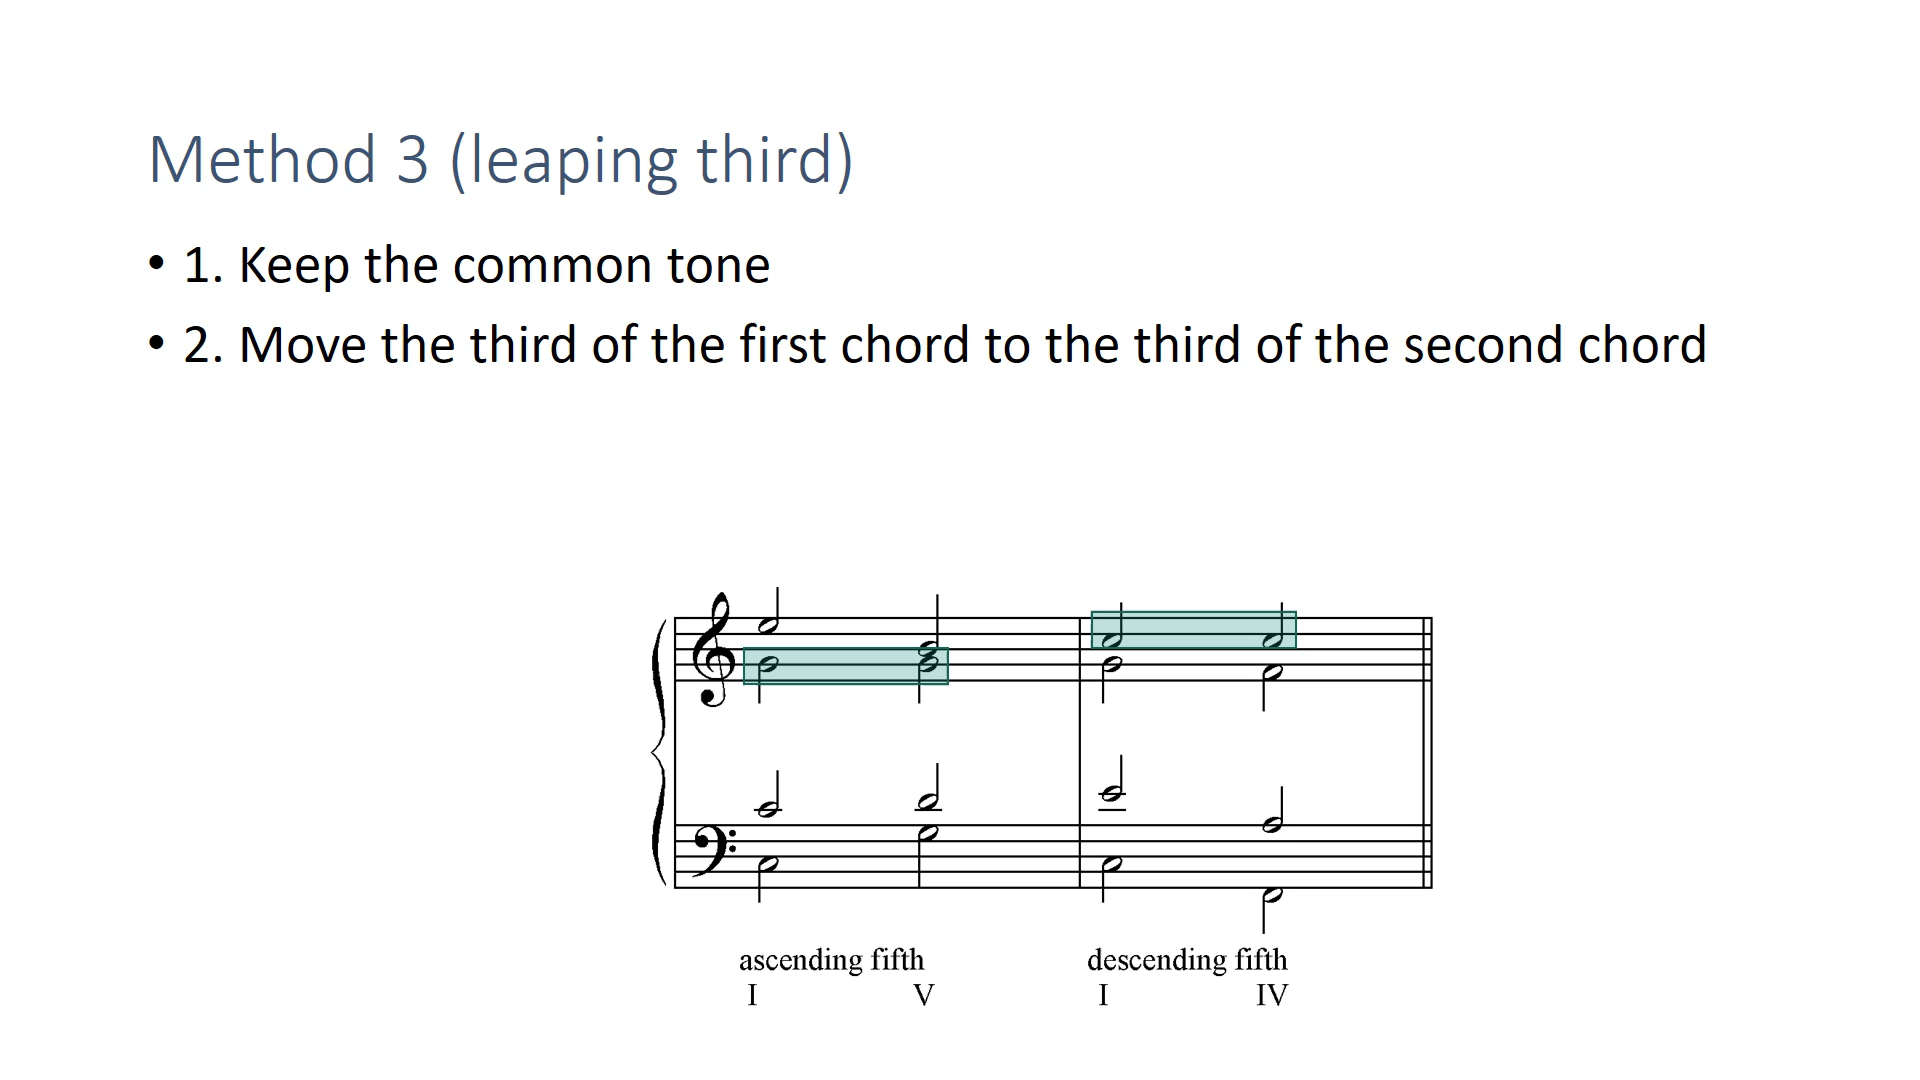 Method 3 (leaping third)
• 1. Keep the common tone
• 2. Move the third of the first chord to the third of the second chord
ascending fifth descending fifth
I V I IV